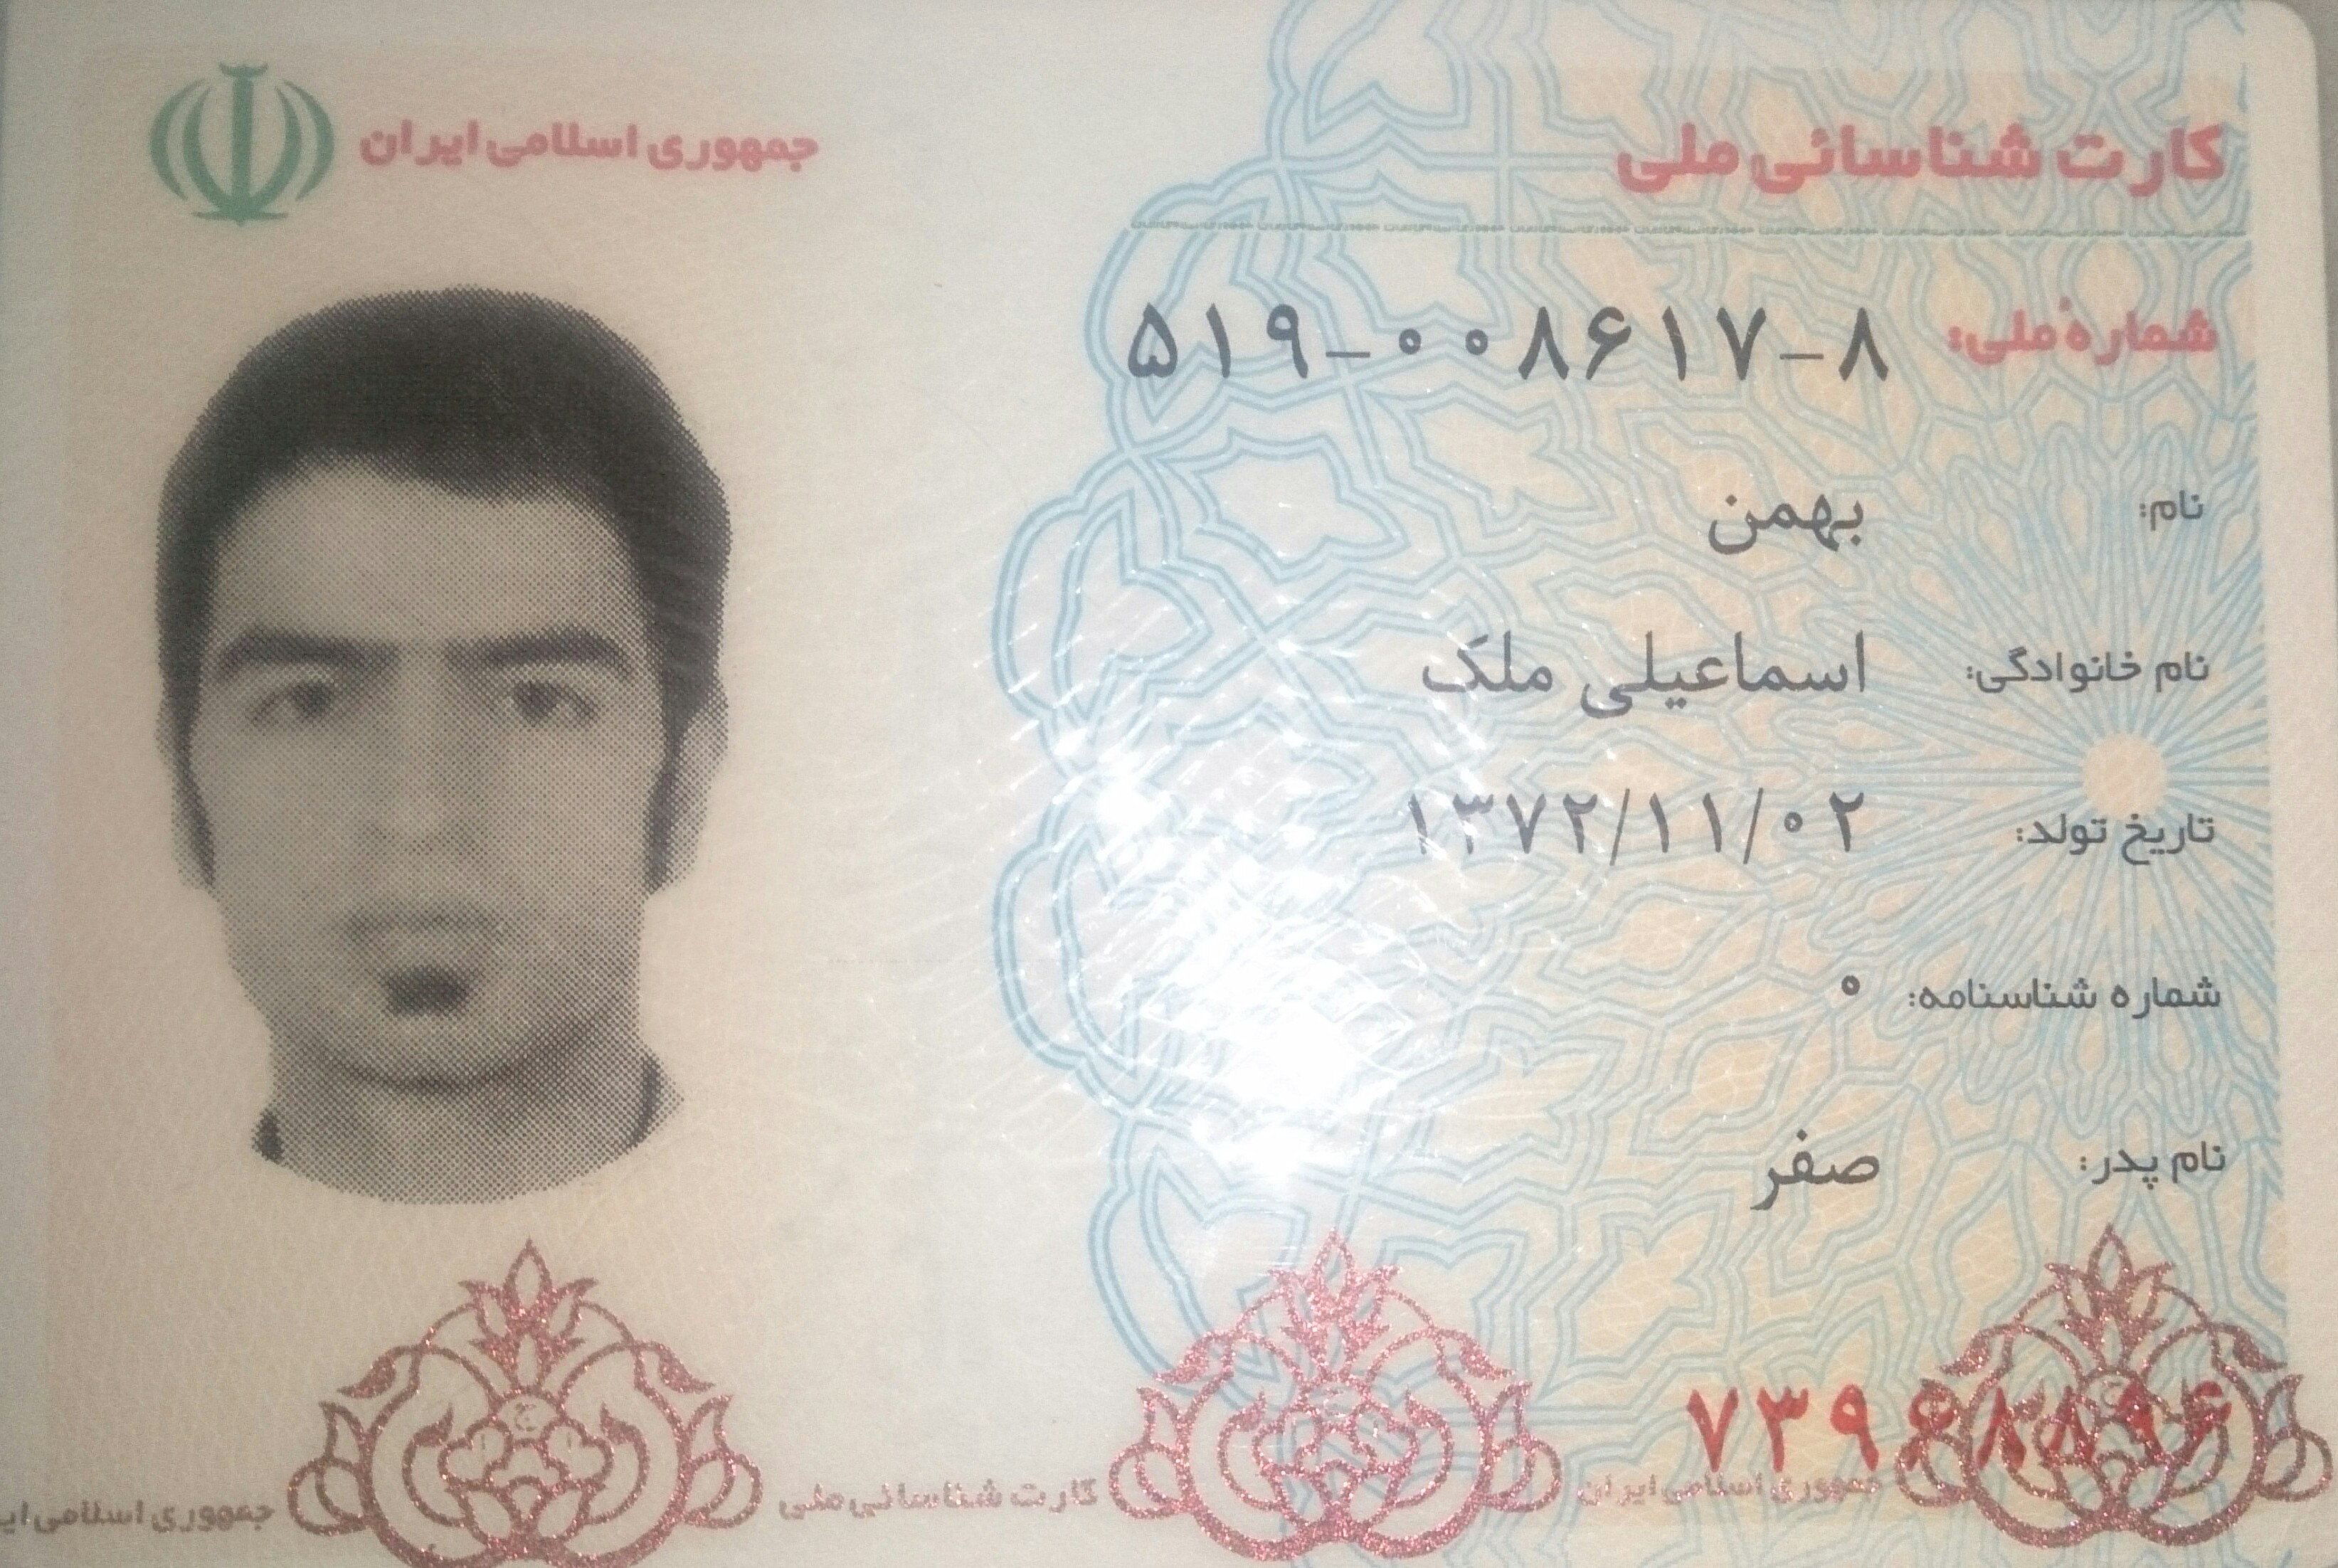 جمهوری اسلامی ایران
کارت شناسائی ملی
شمارهٔ ملی: ۵۱۹-۰۰۸۶۱۷-۸
نام: بهمن
نام خانوادگی: اسماعیلی ملک
تاریخ تولد: ۱۳۷۲/۱۱/۰۲
شماره شناسنامه: ۰
نام پدر: صفر
۷۳۹۶۸۸۹۶
جمهوری اسلامی ایران
کارت شناسائی ملی
جمهوری اسلامی